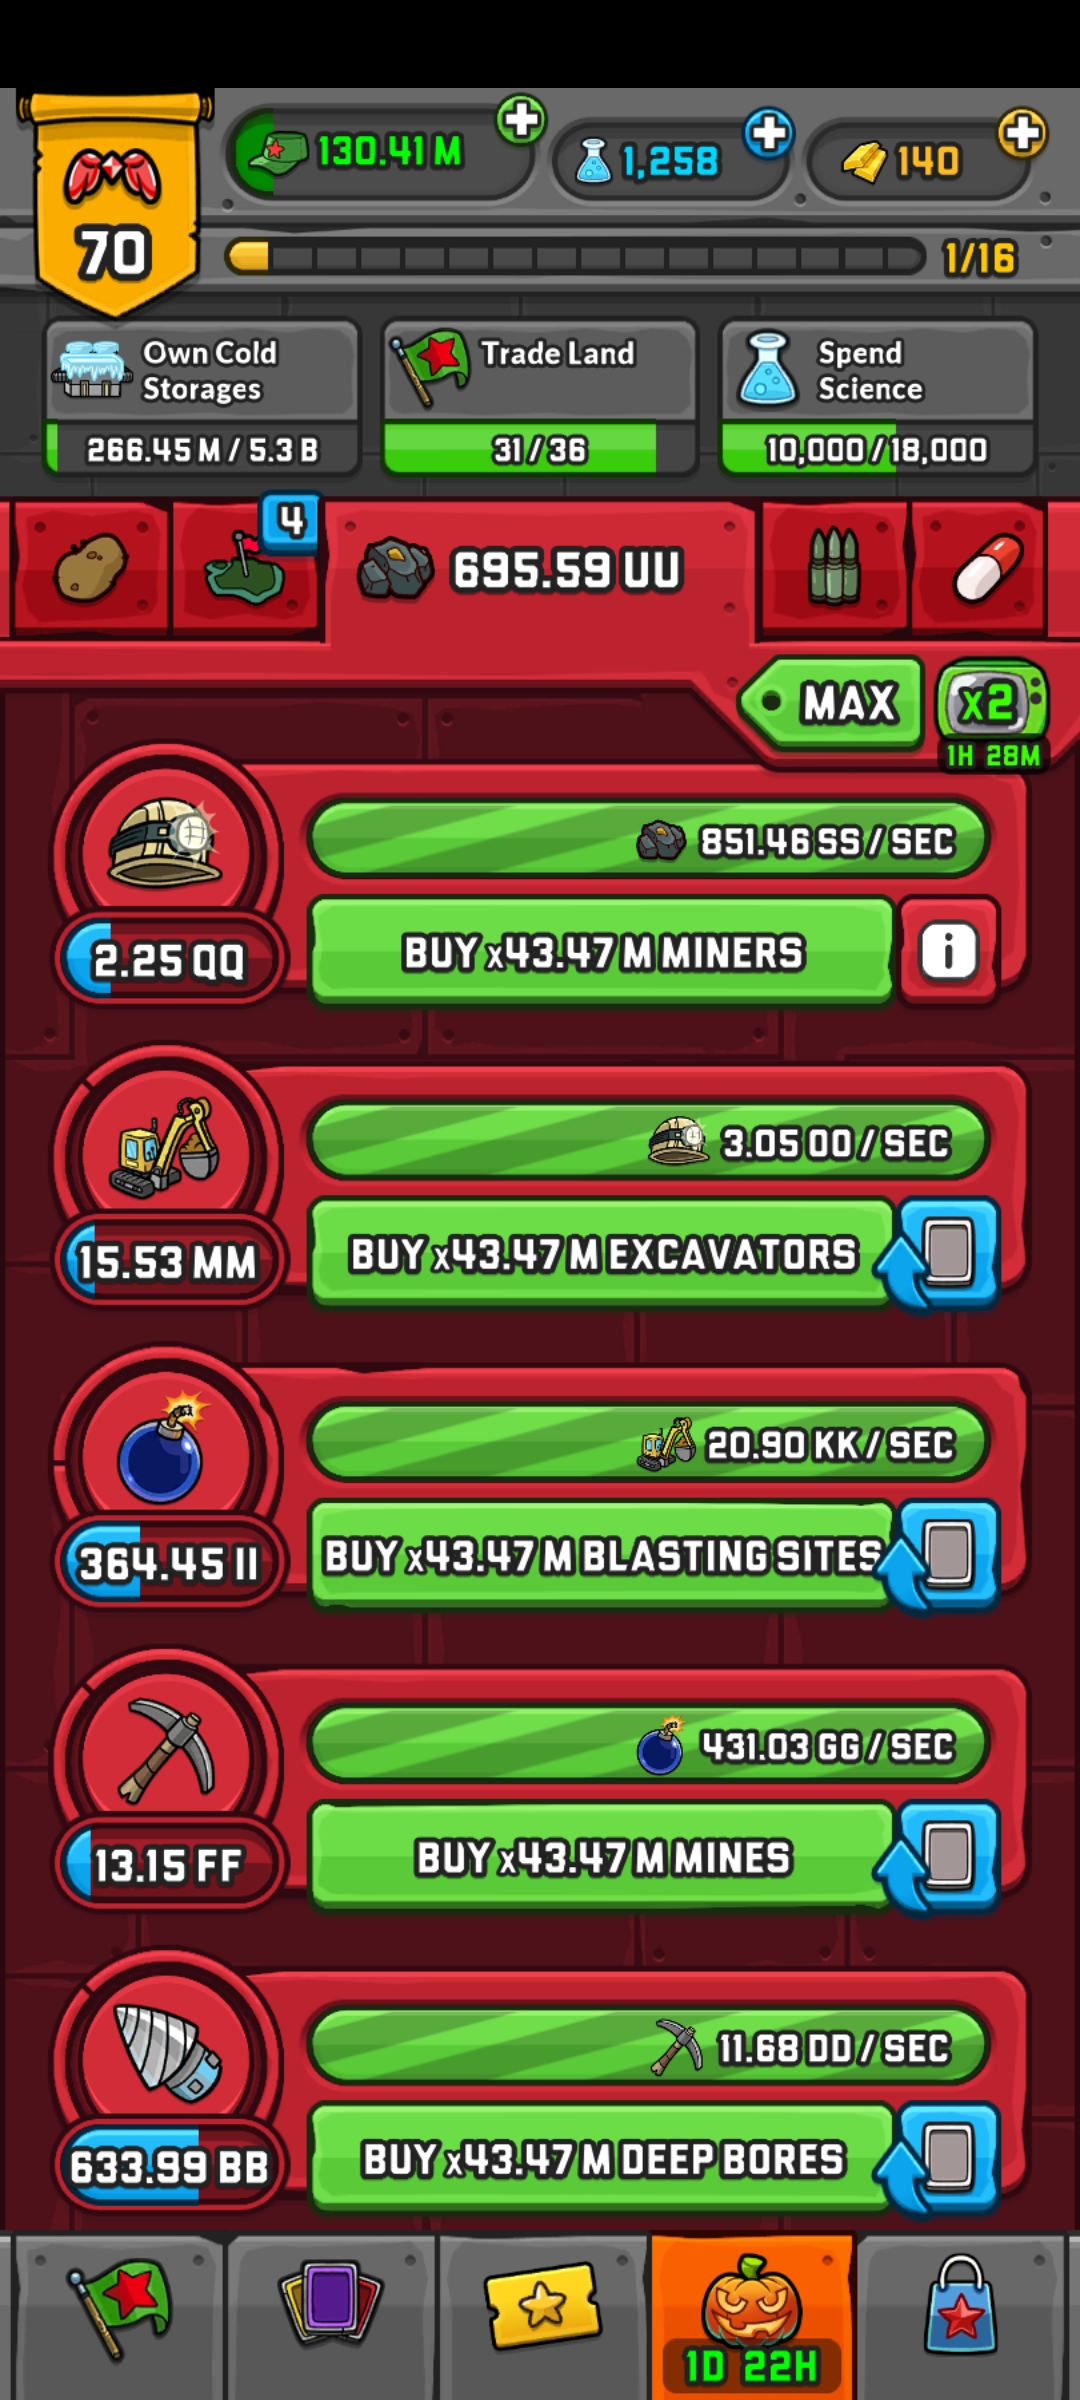 130.41 M
1,258
140
70
1/16
Own Cold
Storages
266.45 M / 5.3 B
Trade Land
31 / 36
Spend
Science
10,000 / 18,000
4
695.59 UU
MAX
x2
1H 28M
851.46 SS / SEC
2.25 QQ
BUY x43.47 M MINERS
i
3.05 OO / SEC
15.53 MM
BUY x43.47 M EXCAVATORS
20.90 KK / SEC
364.45 II
BUY x43.47 M BLASTING SITES
431.03 GG / SEC
13.15 FF
BUY x43.47 M MINES
11.68 DD / SEC
633.99 BB
BUY x43.47 M DEEP BORES
1D 22H